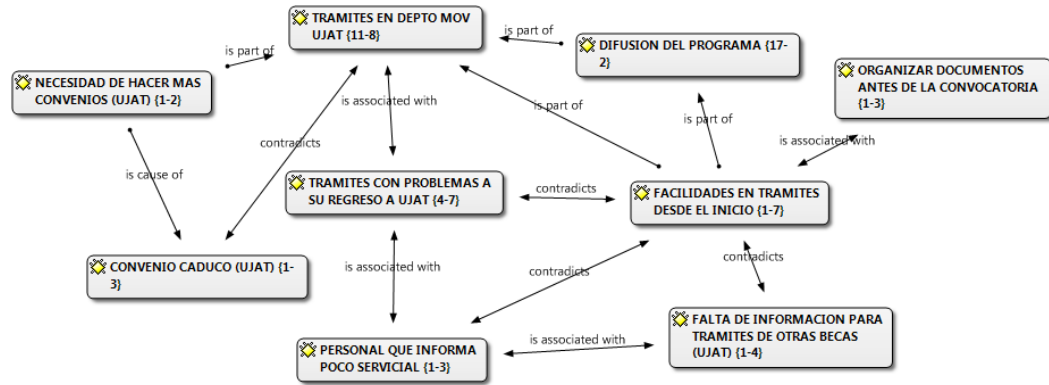 TRAMITES EN DEPTO MOV
UJAT {11-8}
is part of
is part of
DIFUSION DEL PROGRAMA {17-
2}
NECESIDAD DE HACER MAS
CONVENIOS (UJAT) {1-2}
ORGANIZAR DOCUMENTOS
ANTES DE LA CONVOCATORIA
{1-3}
is associated with
is part of
is part of
contradicts
is associated with
is cause of
TRAMITES CON PROBLEMAS A
SU REGRESO A UJAT {4-7}
contradicts
FACILIDADES EN TRAMITES
DESDE EL INICIO {1-7}
CONVENIO CADUCO (UJAT) {1-
3}
is associated with
contradicts
contradicts
FALTA DE INFORMACION PARA
TRAMITES DE OTRAS BECAS
(UJAT) {1-4}
is associated with
PERSONAL QUE INFORMA
POCO SERVICIAL {1-3}